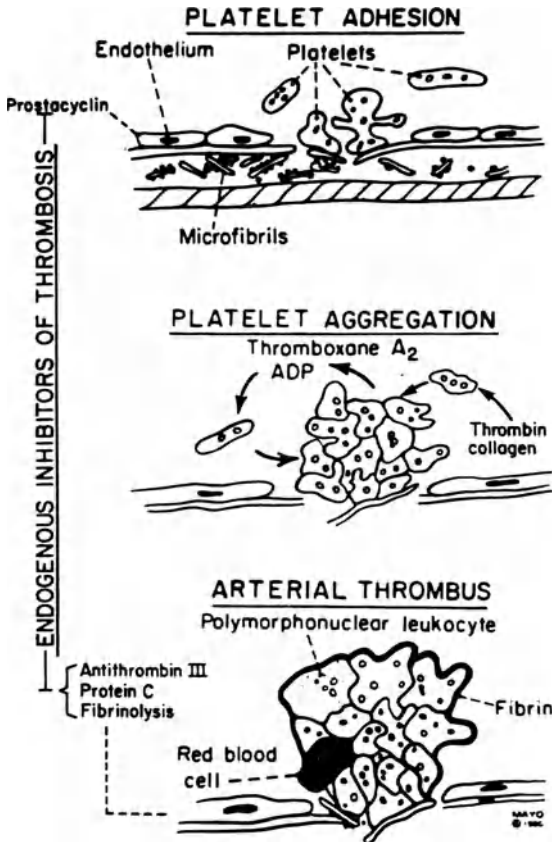 PLATELET ADHESION
Endothelium
Platelets
Prostacyclin
Microfibrils
ENDOGENOUS INHIBITORS OF THROMBOSIS
PLATELET AGGREGATION
Thromboxane A₂
ADP
Thrombin
collagen
ARTERIAL THROMBUS
Polymorphonuclear leukocyte
Antithrombin III
Protein C
Fibrinolysis
Fibrin
Red blood
cell
MAYO
©